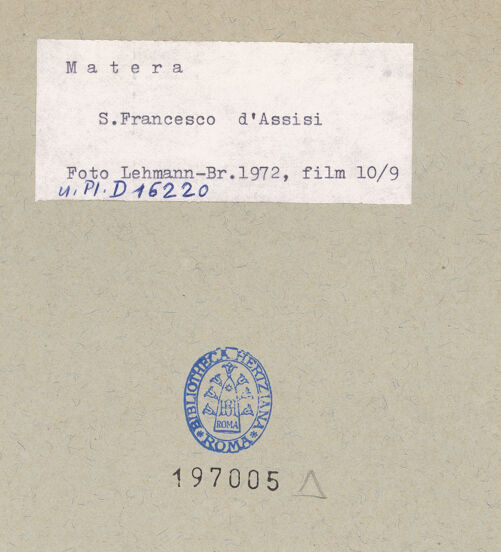 Matera
S.Francesco d'Assisi
Foto Lehmann-Br.1972, film 10/9
u. Pl. D 16220
BIBLIOTHECA HERTZIANA
ROMA
* ROMA *
197005